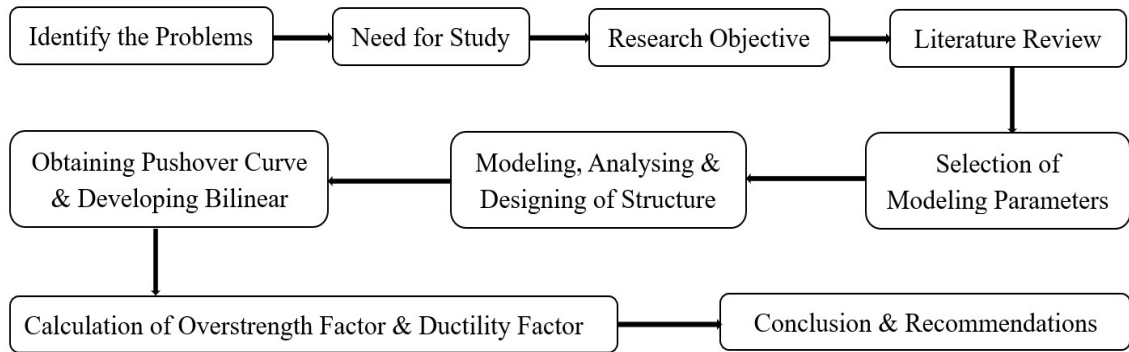 Identify the Problems
Need for Study
Research Objective
Literature Review
Selection of
Modeling Parameters
Modeling, Analysing &
Designing of Structure
Obtaining Pushover Curve
& Developing Bilinear
Calculation of Overstrength Factor & Ductility Factor
Conclusion & Recommendations